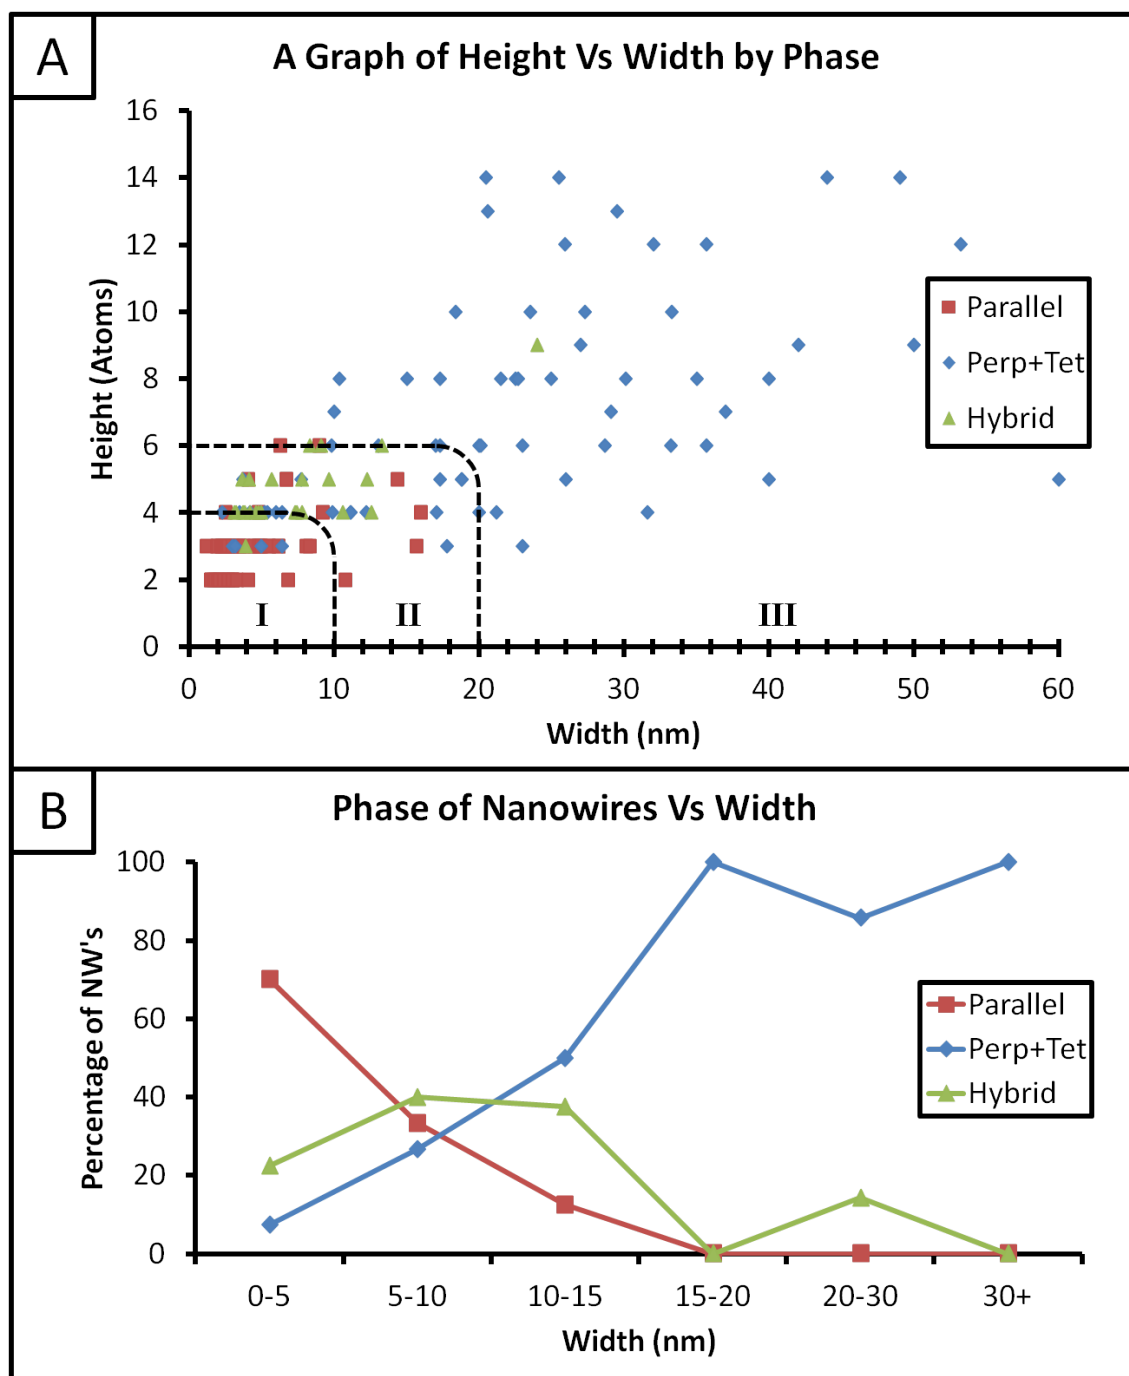 A
A Graph of Height Vs Width by Phase
Height (Atoms)
16
14
12
10
8
6
4
2
0
Parallel
Perp+Tet
Hybrid
I II III
0 10 20 30 40 50 60
Width (nm)
B
Phase of Nanowires Vs Width
Percentage of NW's
100
80
60
40
20
0
Parallel
Perp+Tet
Hybrid
0-5 5-10 10-15 15-20 20-30 30+
Width (nm)